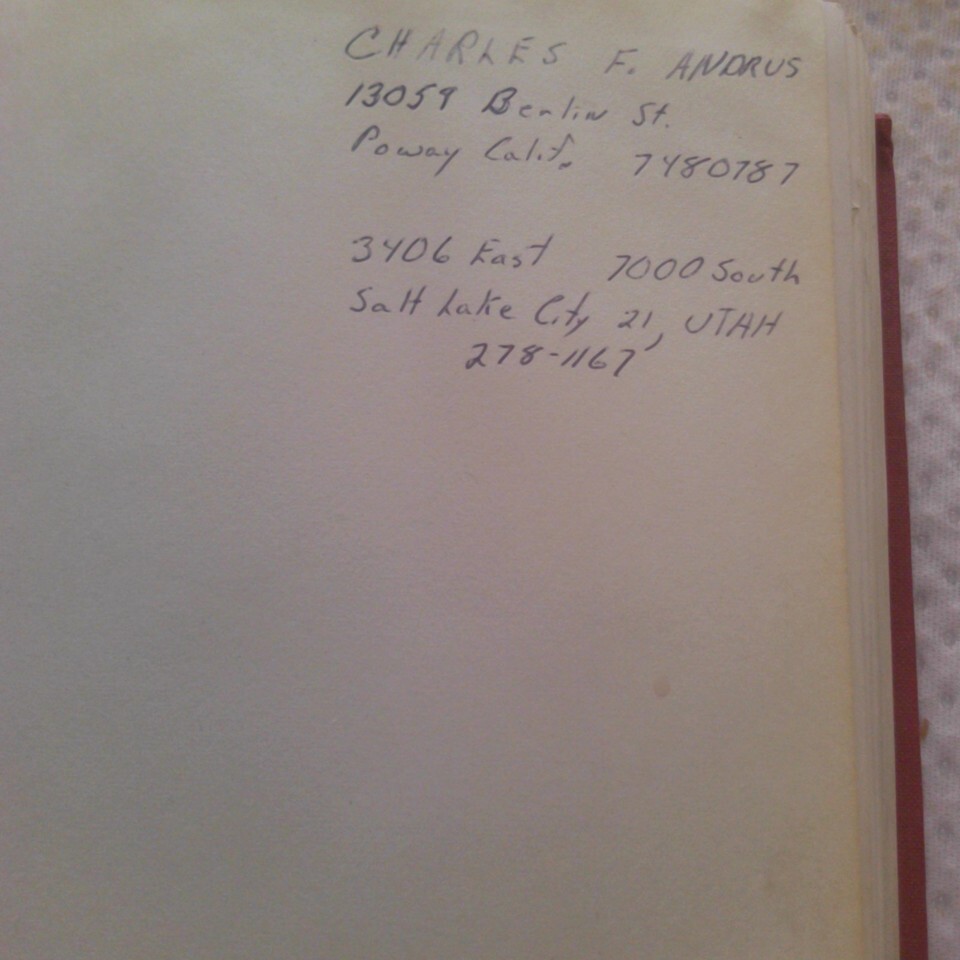 CHARLES F. ANDRUS
13059 Berlin St.
Poway Calif. 7480787
3406 East 7000 South
Salt Lake City 21, UTAH
278-1167